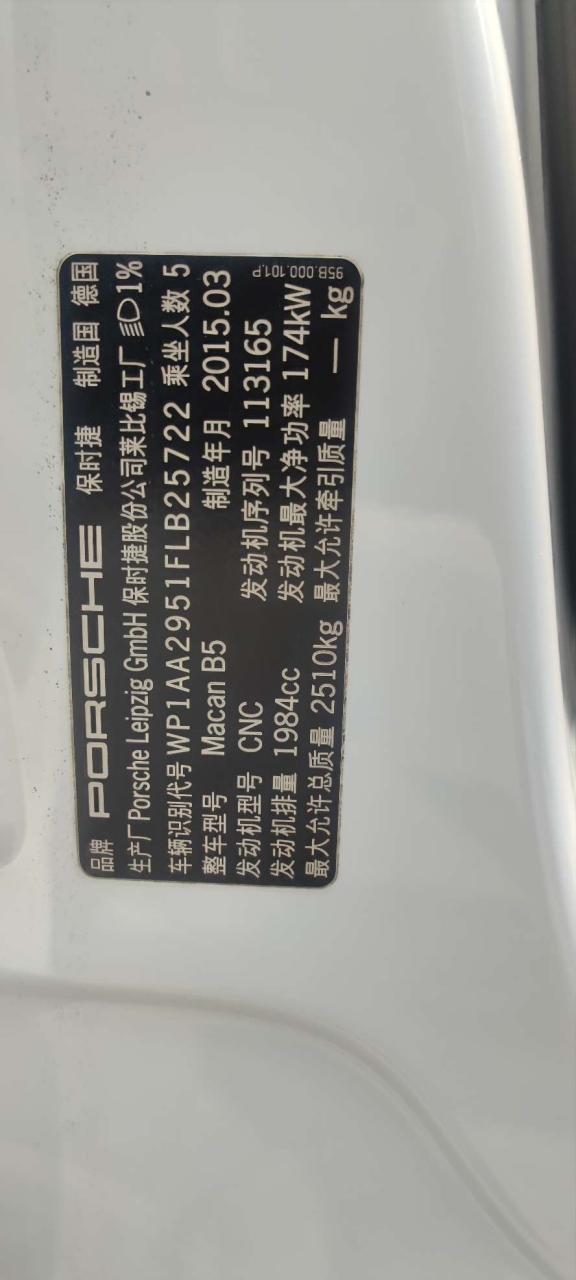 品牌 PORSCHE 保时捷 制造国 德国
生产厂 Porsche Leipzig GmbH 保时捷股份公司莱比锡工厂 1%
车辆识别代号 WP1AA2951FLB25722 乘坐人数 5
整车型号 Macan B5 制造年月 2015.03
发动机型号 CNC 发动机序列号 113165
发动机排量 1984cc 发动机最大净功率 174kW
最大允许总质量 2510kg 最大允许牵引质量 — kg
95B.000.101.P